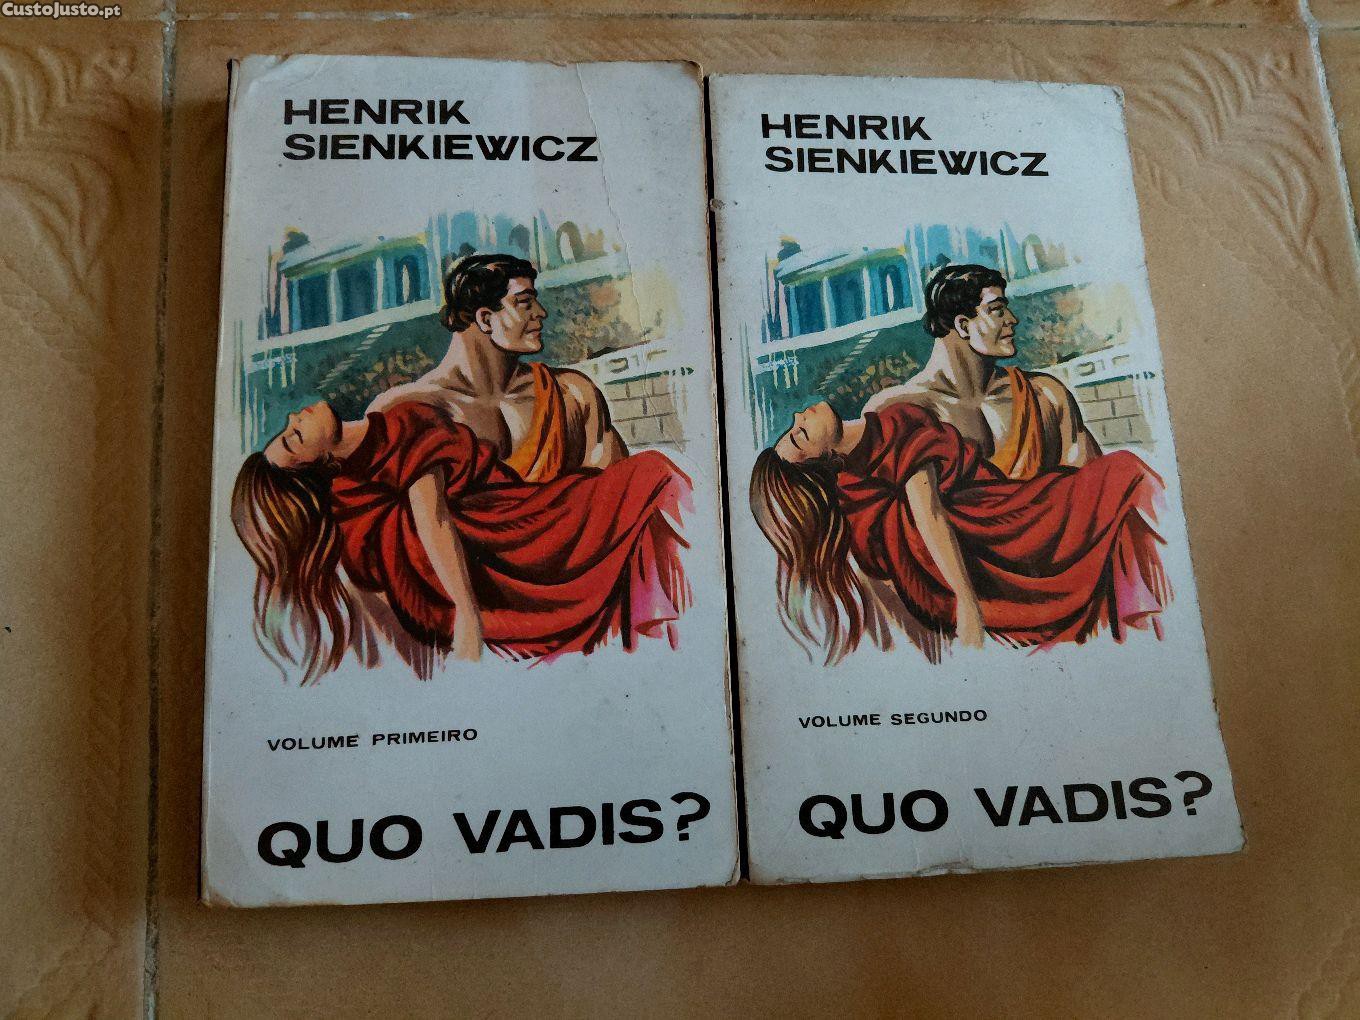 CustoJusto.pt
HENRIK
SIENKIEWICZ
VOLUME PRIMEIRO
QUO VADIS?
HENRIK
SIENKIEWICZ
VOLUME SEGUNDO
QUO VADIS?